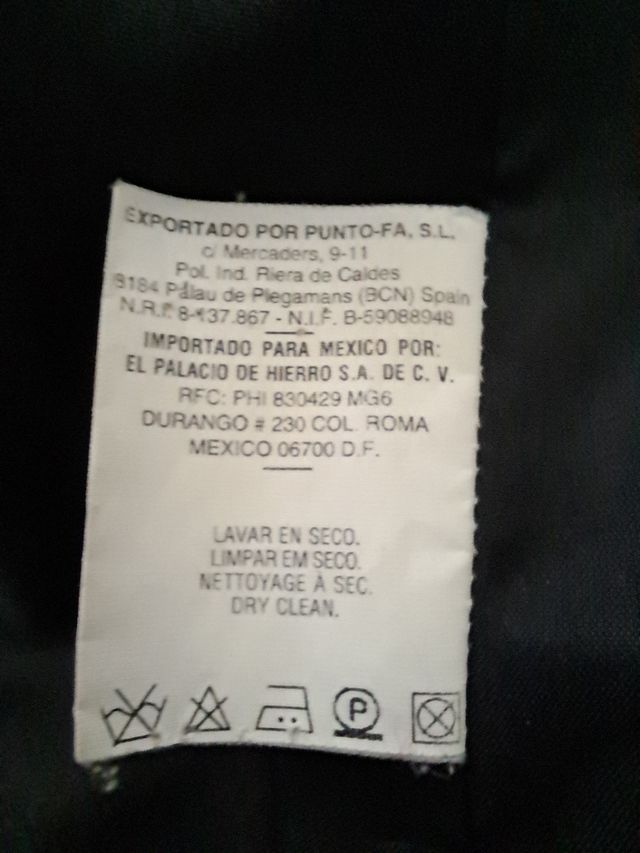 EXPORTADO POR PUNTO-FA, S.L.
c/ Mercaders, 9-11
Pol. Ind. Riera de Caldes
8184 Palau de Plegamans (BCN) Spain
N.R.I. 8-137.867 - N.I.F. B-59088948
IMPORTADO PARA MEXICO POR:
EL PALACIO DE HIERRO S.A. DE C. V.
RFC: PHI 830429 MG6
DURANGO # 230 COL. ROMA
MEXICO 06700 D.F.
LAVAR EN SECO.
LIMPAR EM SECO.
NETTOYAGE À SEC.
DRY CLEAN.
P